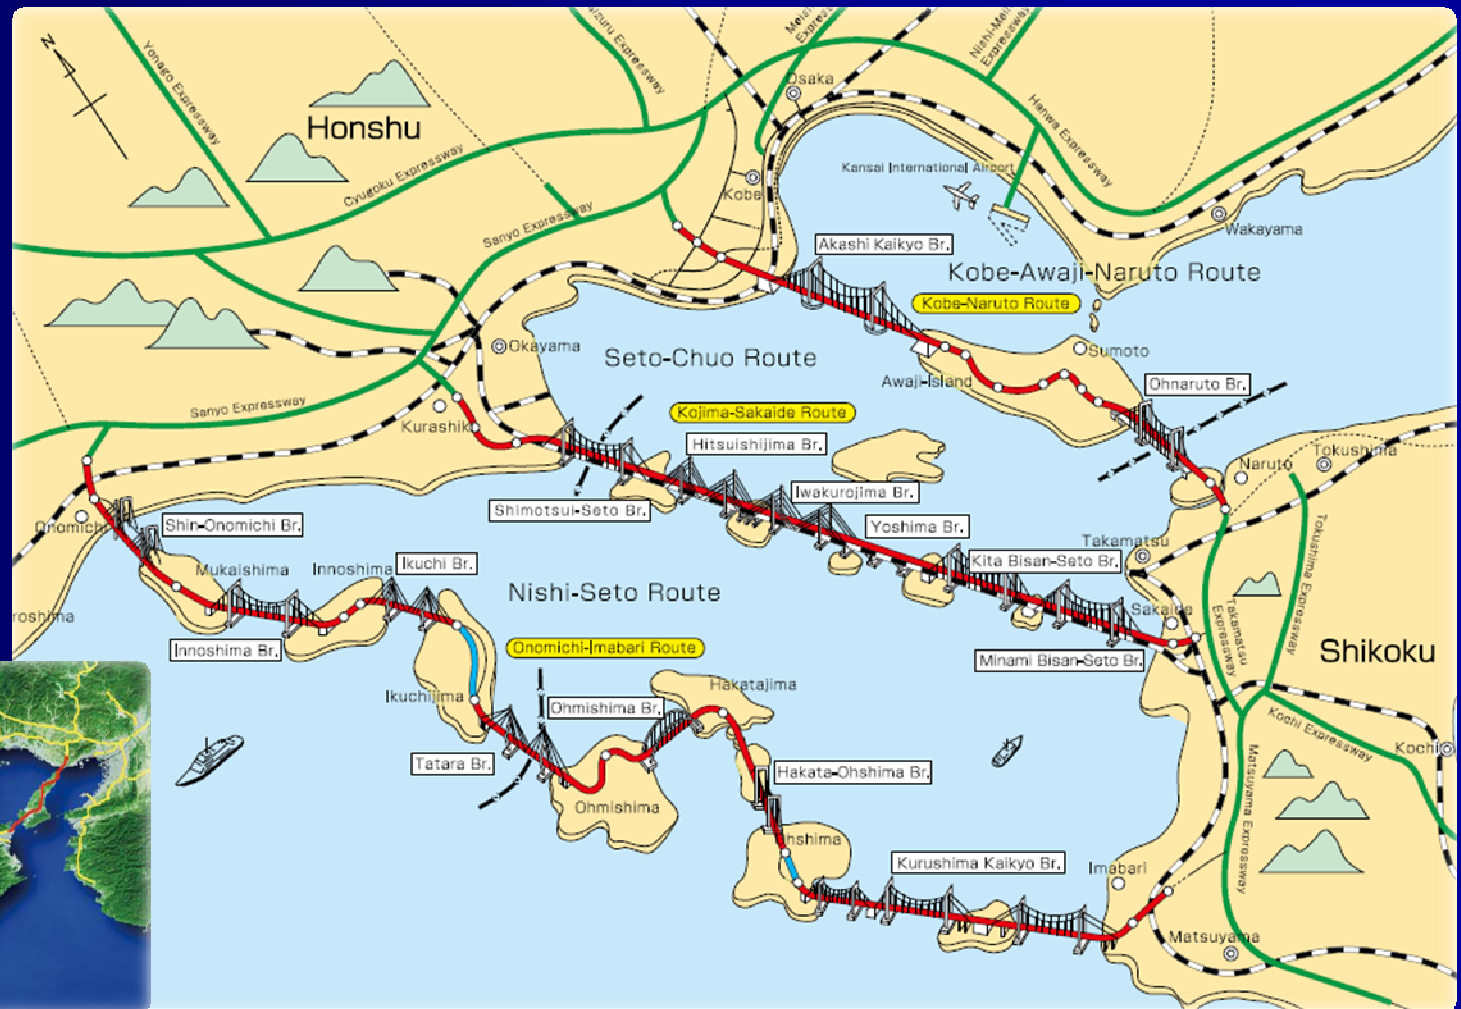 N
Yonago Expressway
Honshu
Cyugoku Expressway
Expressway
Osaka
Hanwa Expressway
Kansai International Airport
Kobe
Sanyo Expressway
Wakayama
Akashi Kaikyo Br.
Kobe-Awaji-Naruto Route
Kobe-Naruto Route
Okayama
Seto-Chuo Route
Sumoto
Awaji-Island
Ohnaruto Br.
Sanyo Expressway
Kojima-Sakaide Route
Kurashik
Hitsuishijima Br.
Naruto
Tokushima
Iwakurojima Br.
Shimotsui-Seto Br.
Onomichi
Shin-Onomichi Br.
Yoshima Br.
Takamatsu
Tokushima Expressway
Mukaishima
Innoshima
Ikuchi Br.
Kita Bisan-Seto Br.
Nishi-Seto Route
Sakaide
Takamatsu
Expressway
roshima
Innoshima Br.
Onomichi-Imabari Route
Minami Bisan-Seto Br.
Shikoku
Ikuchijima
Hakatajima
Ohmishima Br.
Kochi Expressway
Kochi
Tatara Br.
Hakata-Ohshima Br.
Matsuyama Expressway
Ohmishima
hshima
Kurushima Kaikyo Br.
Imabari
Matsuyama